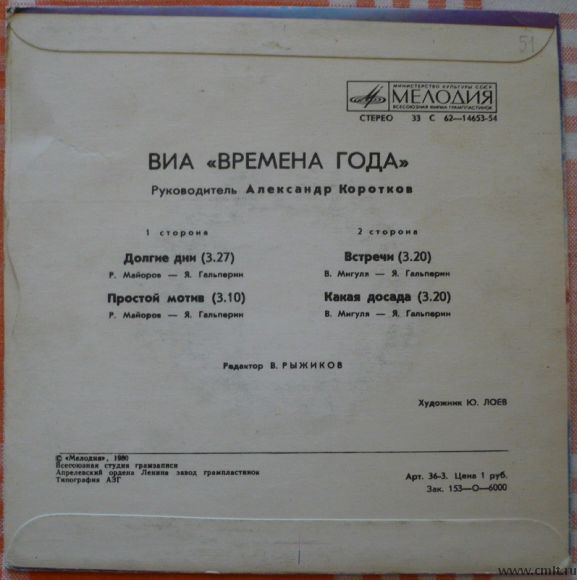 51
МИНИСТЕРСТВО КУЛЬТУРЫ СССР
МЕЛОДИЯ
ВСЕСОЮЗНАЯ ФИРМА ГРАМПЛАСТИНОК
СТЕРЕО 33 С 62—14653-54
ВИА «ВРЕМЕНА ГОДА»
Руководитель Александр Коротков
1 сторона
Долгие дни (3.27)
Р. Майоров — Я. Гальперин
Простой мотив (3.10)
Р. Майоров — Я. Гальперин
2 сторона
Встречи (3.20)
В. Мигуля — Я. Гальперин
Какая досада (3.20)
В. Мигуля — Я. Гальперин
Редактор В. РЫЖИКОВ
Художник Ю. ЛОЕВ
© «Мелодия», 1980
Всесоюзная студия грамзаписи
Апрелевский ордена Ленина завод грампластинок
Типография АЗГ
Арт. 36-3. Цена 1 руб.
Зак. 153—О—6000
www.cmlt.ru